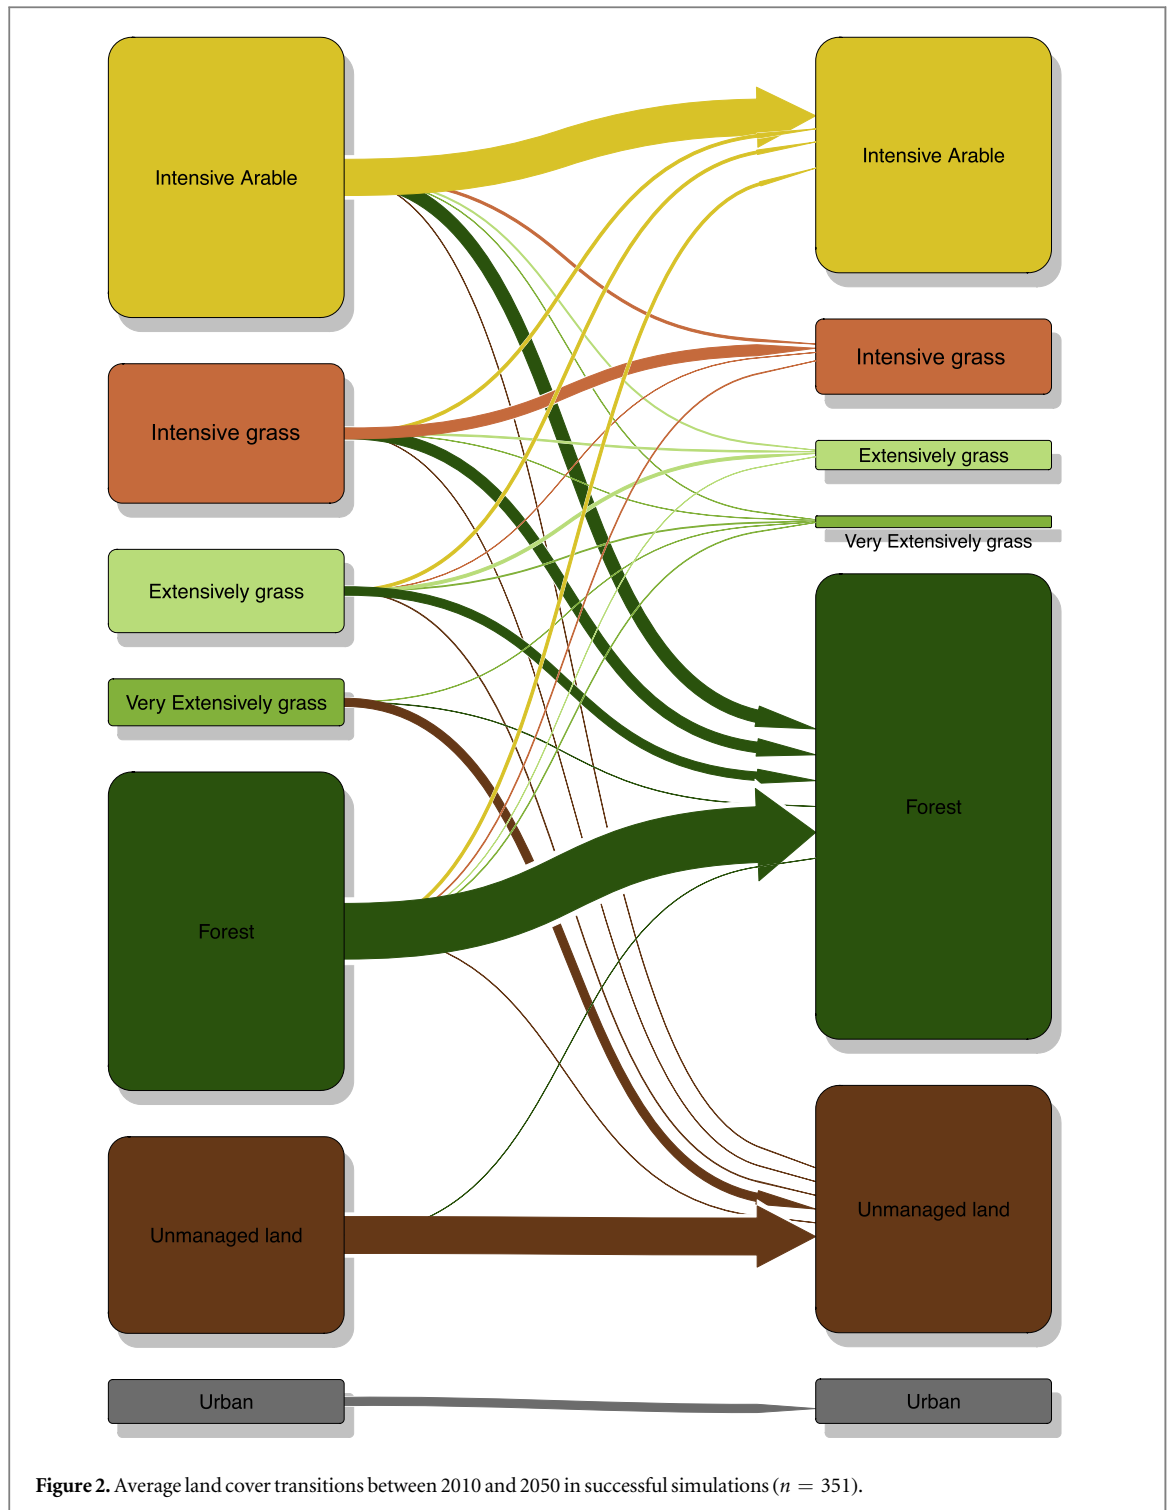 Intensive Arable
Intensive Arable
Intensive grass
Intensive grass
Extensively grass
Extensively grass
Very Extensively grass
Very Extensively grass
Forest
Forest
Unmanaged land
Unmanaged land
Urban
Urban
Figure 2. Average land cover transitions between 2010 and 2050 in successful simulations (n = 351).